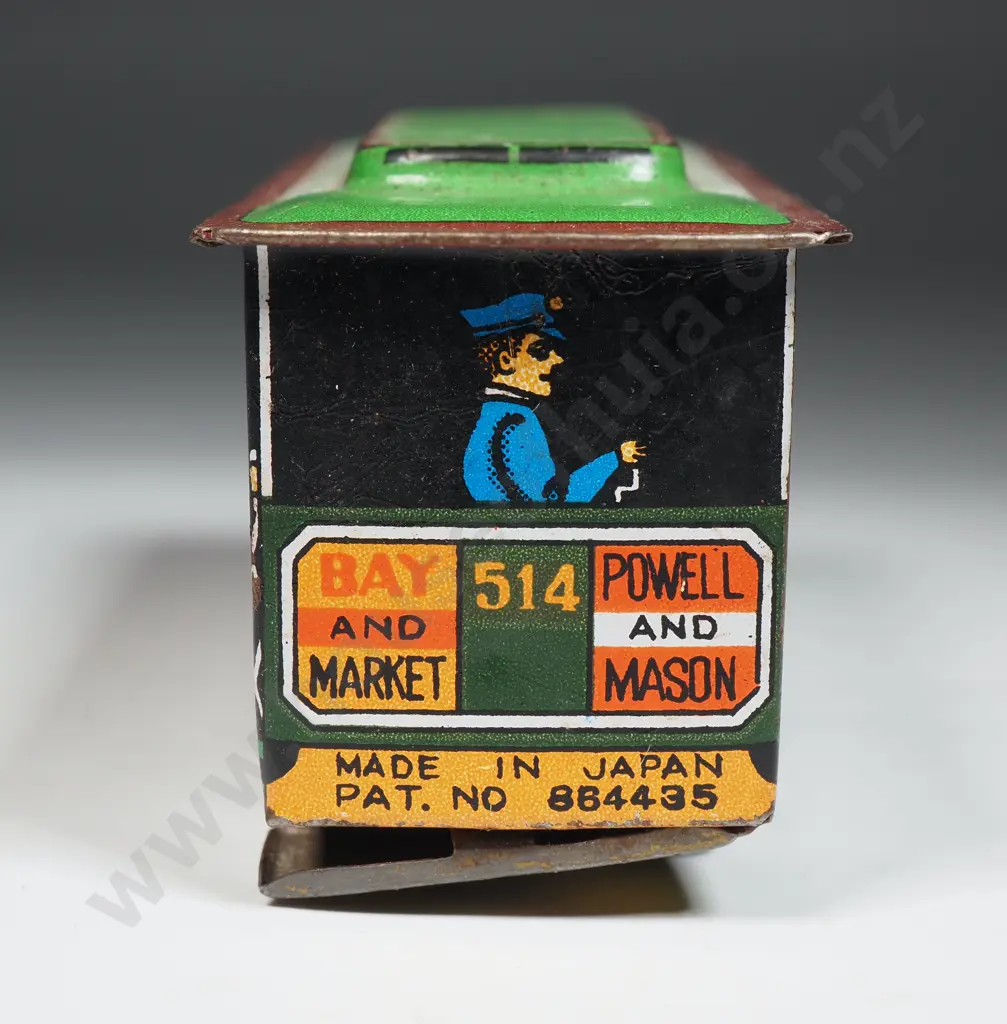 BAY
AND
MARKET
514
POWELL
AND
MASON
MADE IN JAPAN
PAT. NO 864435